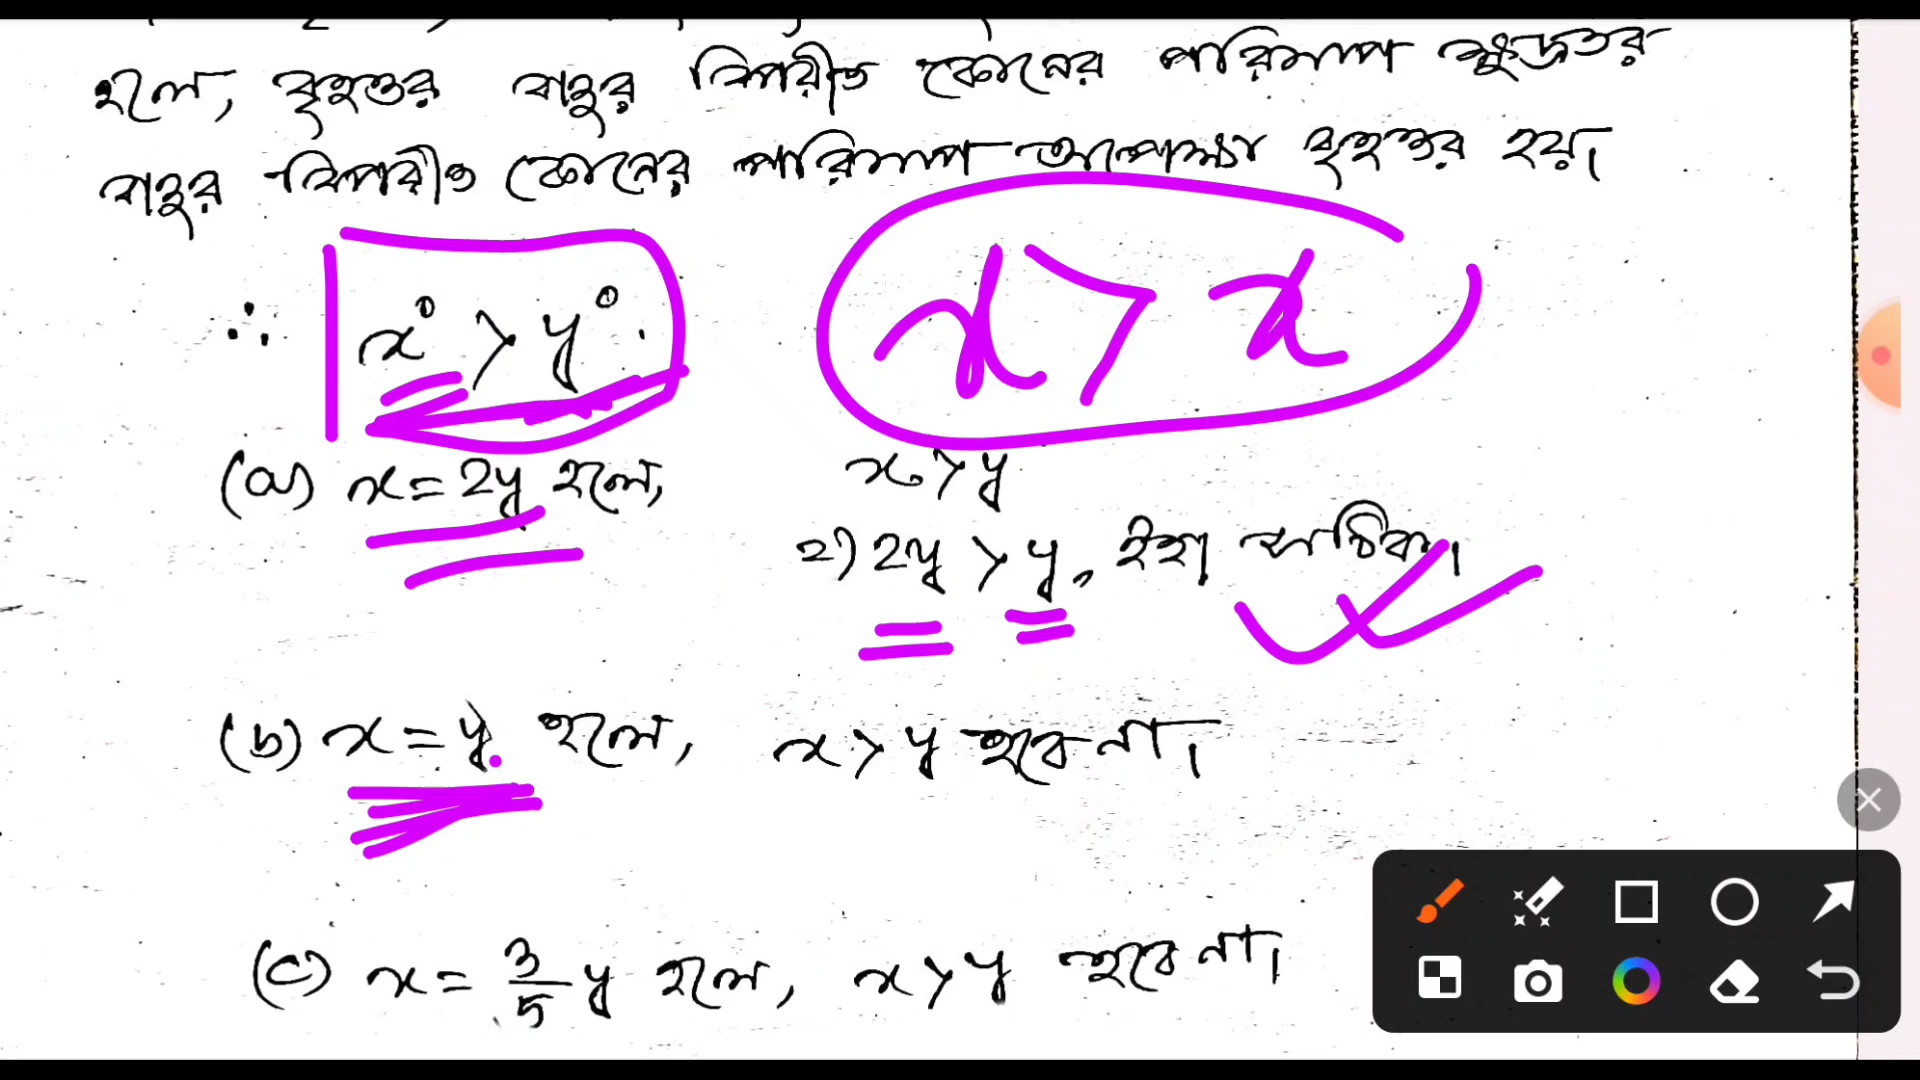 হলে, বৃহত্তর বাহুর বিপরীত কোনের পরিমাপ ক্ষুদ্রতর
বাহুর বিপরীত কোনের পরিমাপ অপেক্ষা বৃহত্তর হয়।
∴ x° > y°. x > x
(a) x = 2y হলে, x > y
২) 2y > y, ইহা সঠিক।
(b) x = y হলে, x > y হবে না।
(c) x = 3/5 y হলে, x > y হবে না।